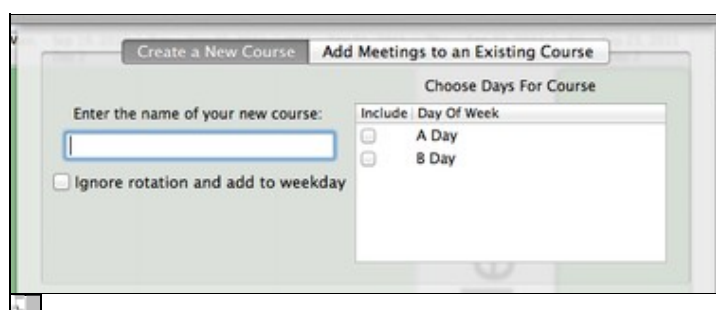 Create a New Course
Add Meetings to an Existing Course
Choose Days For Course
Enter the name of your new course:
Include
Day Of Week
A Day
B Day
Ignore rotation and add to weekday